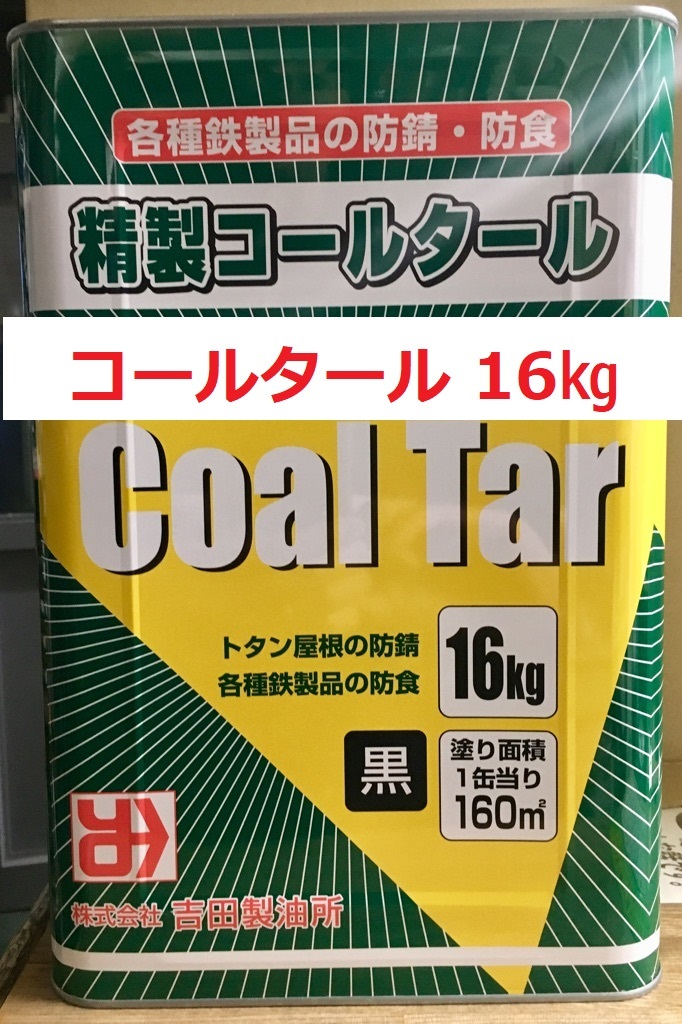 各種鉄製品の防錆・防食
精製コールタール
コールタール 16㎏
Coal Tar
トタン屋根の防錆
各種鉄製品の防食
16kg
黒
塗り面積
1缶当り
160㎡
株式会社 吉田製油所